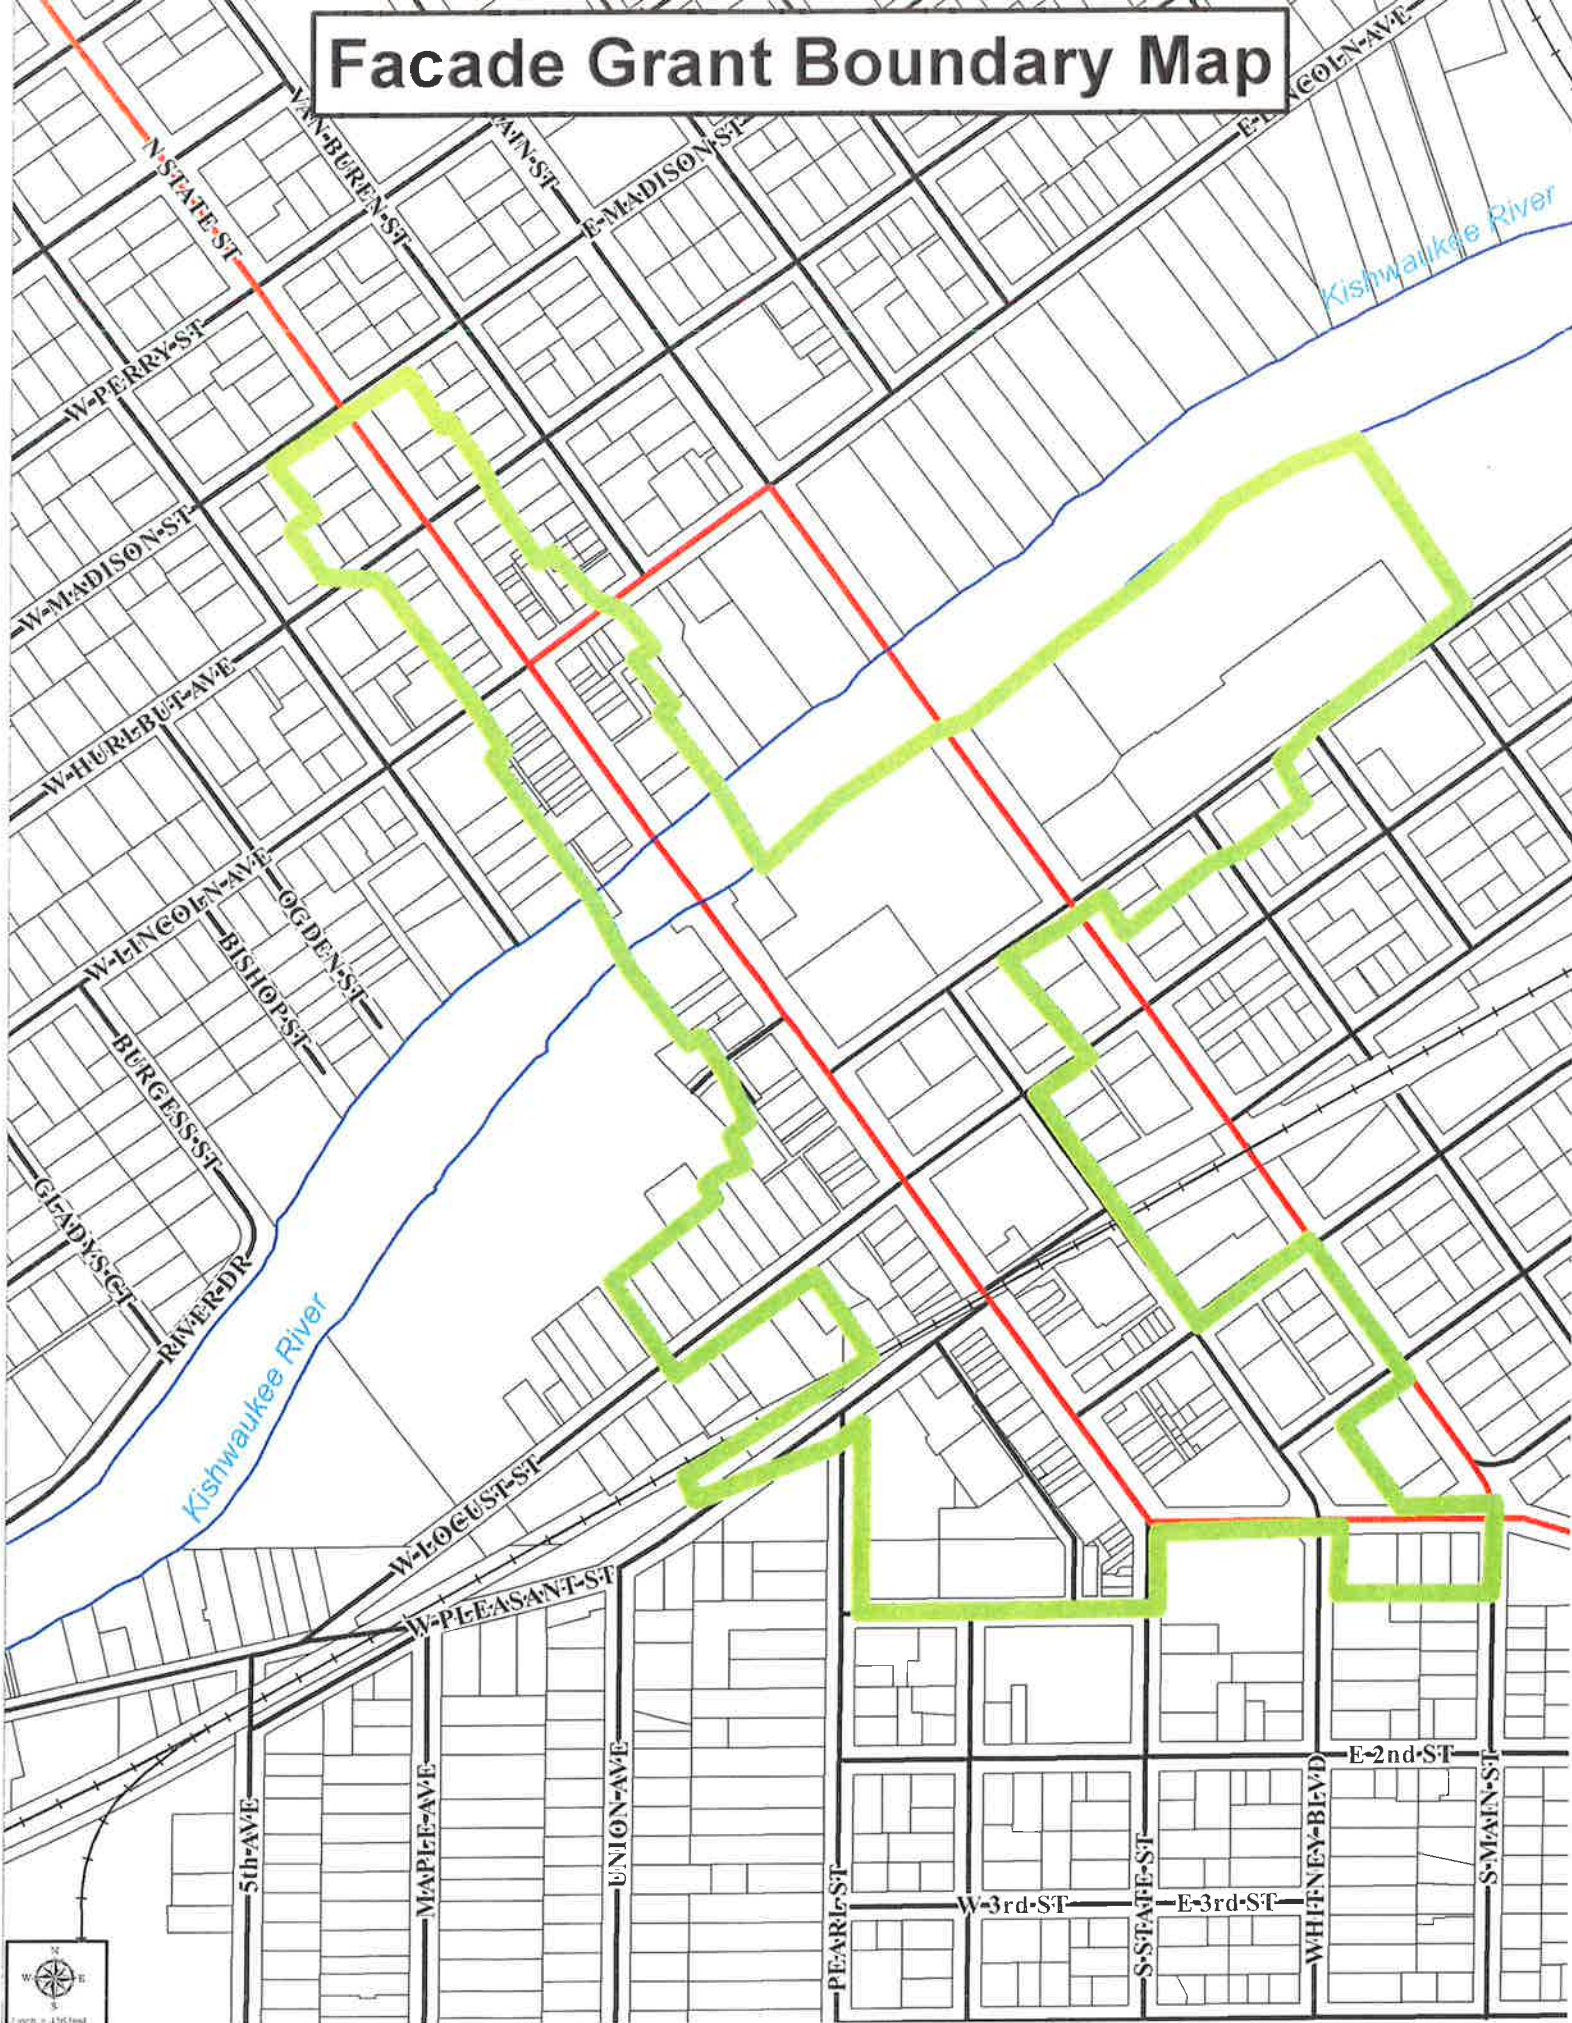 Facade Grant Boundary Map
N STATE ST
VAN BUREN ST
AIN ST
E MADISON ST
E LINCOLN AVE
Kishwaukee River
W PERRY ST
W MADISON ST
W HURLBUT AVE
W LINCOLN AVE
OGDEN ST
BISHOP ST
BURGESS ST
GLADYS CT
RIVER DR
Kishwaukee River
W LOCUST ST
W PLEASANT ST
E 2nd ST
5th AVE
MAPLE AVE
UNION AVE
PEARL ST
W 3rd ST
S STATE ST
E 3rd ST
WHITNEY BLVD
S MAIN ST
N
W E
S